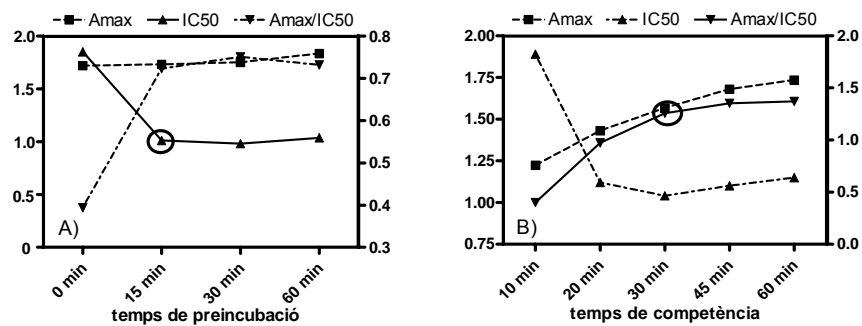 Amax IC50 Amax/IC50
2.0 0.8
1.5 0.7
0.6
1.0
0.5
0.5 0.4
A)
0 0.3
0 min 15 min 30 min 60 min
temps de preincubació
Amax IC50 Amax/IC50
2.00 2.0
1.75
1.5
1.50
1.0
1.25
0.5
1.00
B)
0.75 0.0
10 min 20 min 30 min 45 min 60 min
temps de competència